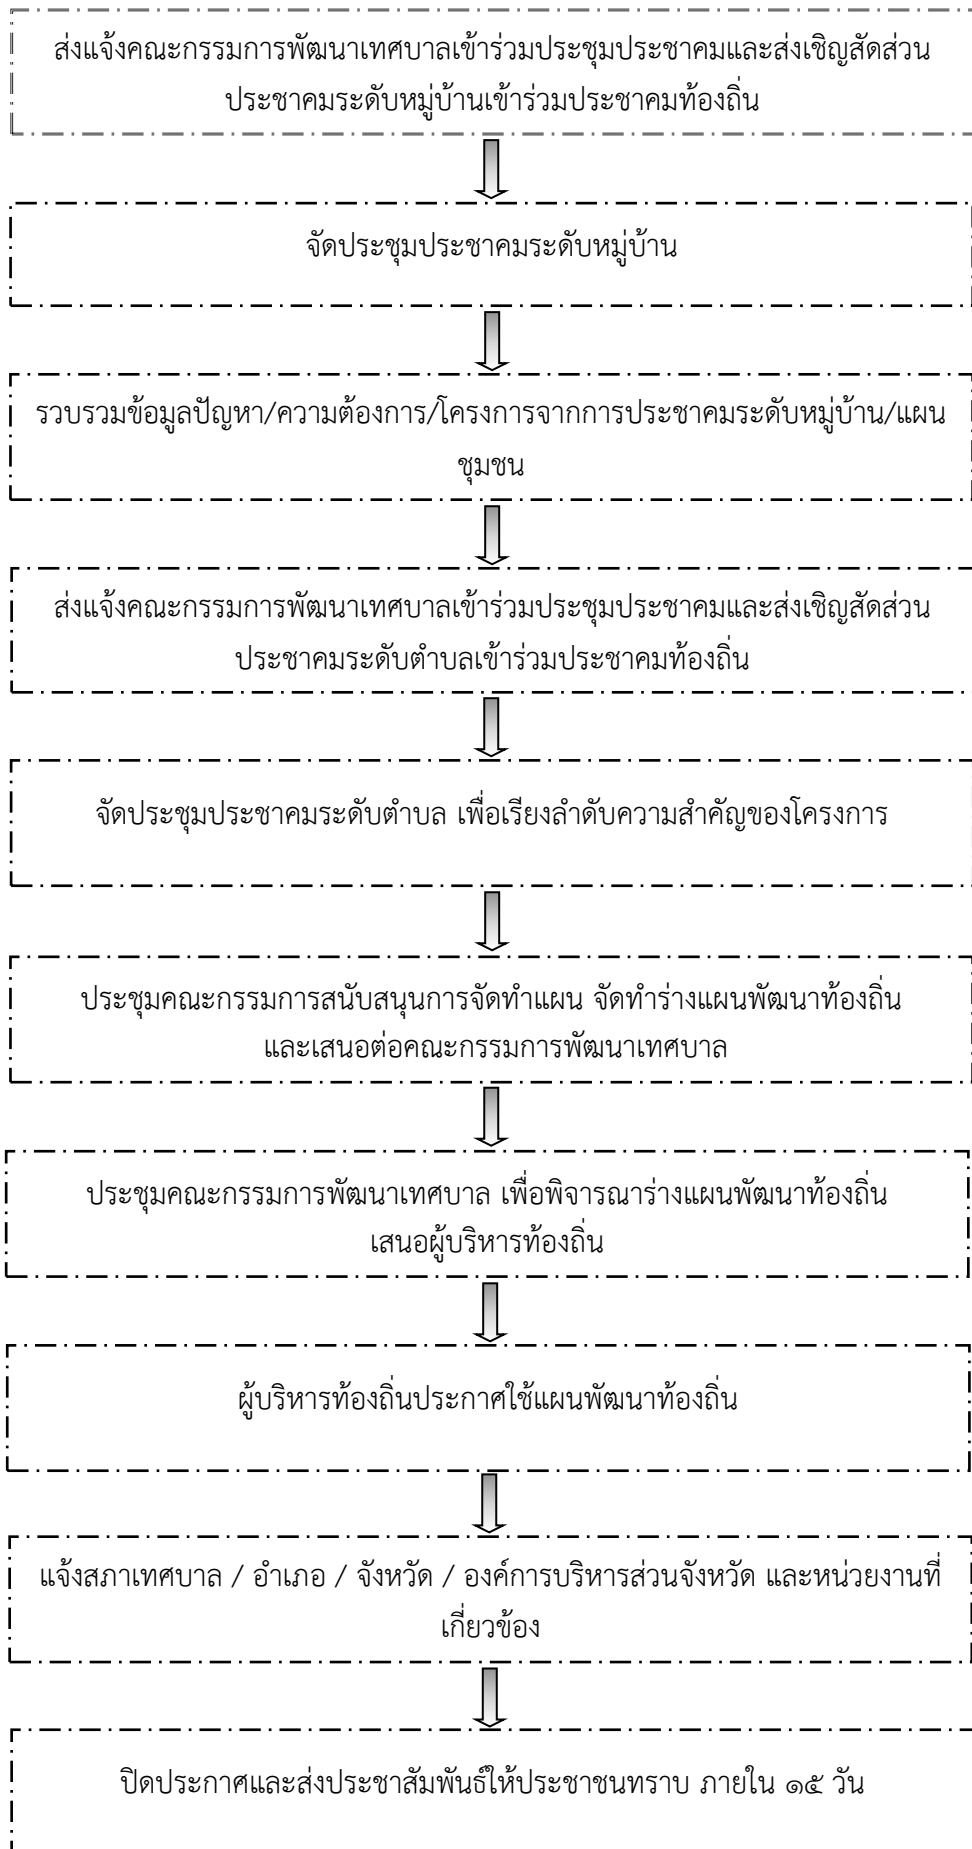 ส่งแจ้งคณะกรรมการพัฒนาเทศบาลเข้าร่วมประชุมประชาคมและส่งเชิญสัดส่วน
ประชาคมระดับหมู่บ้านเข้าร่วมประชาคมท้องถิ่น
จัดประชุมประชาคมระดับหมู่บ้าน
รวบรวมข้อมูลปัญหา/ความต้องการ/โครงการจากการประชาคมระดับหมู่บ้าน/แผน
ชุมชน
ส่งแจ้งคณะกรรมการพัฒนาเทศบาลเข้าร่วมประชุมประชาคมและส่งเชิญสัดส่วน
ประชาคมระดับตำบลเข้าร่วมประชาคมท้องถิ่น
จัดประชุมประชาคมระดับตำบล เพื่อเรียงลำดับความสำคัญของโครงการ
ประชุมคณะกรรมการสนับสนุนการจัดทำแผน จัดทำร่างแผนพัฒนาท้องถิ่น
และเสนอต่อคณะกรรมการพัฒนาเทศบาล
ประชุมคณะกรรมการพัฒนาเทศบาล เพื่อพิจารณาร่างแผนพัฒนาท้องถิ่น
เสนอผู้บริหารท้องถิ่น
ผู้บริหารท้องถิ่นประกาศใช้แผนพัฒนาท้องถิ่น
แจ้งสภาเทศบาล / อำเภอ / จังหวัด / องค์การบริหารส่วนจังหวัด และหน่วยงานที่
เกี่ยวข้อง
ปิดประกาศและส่งประชาสัมพันธ์ให้ประชาชนทราบ ภายใน ๑๕ วัน